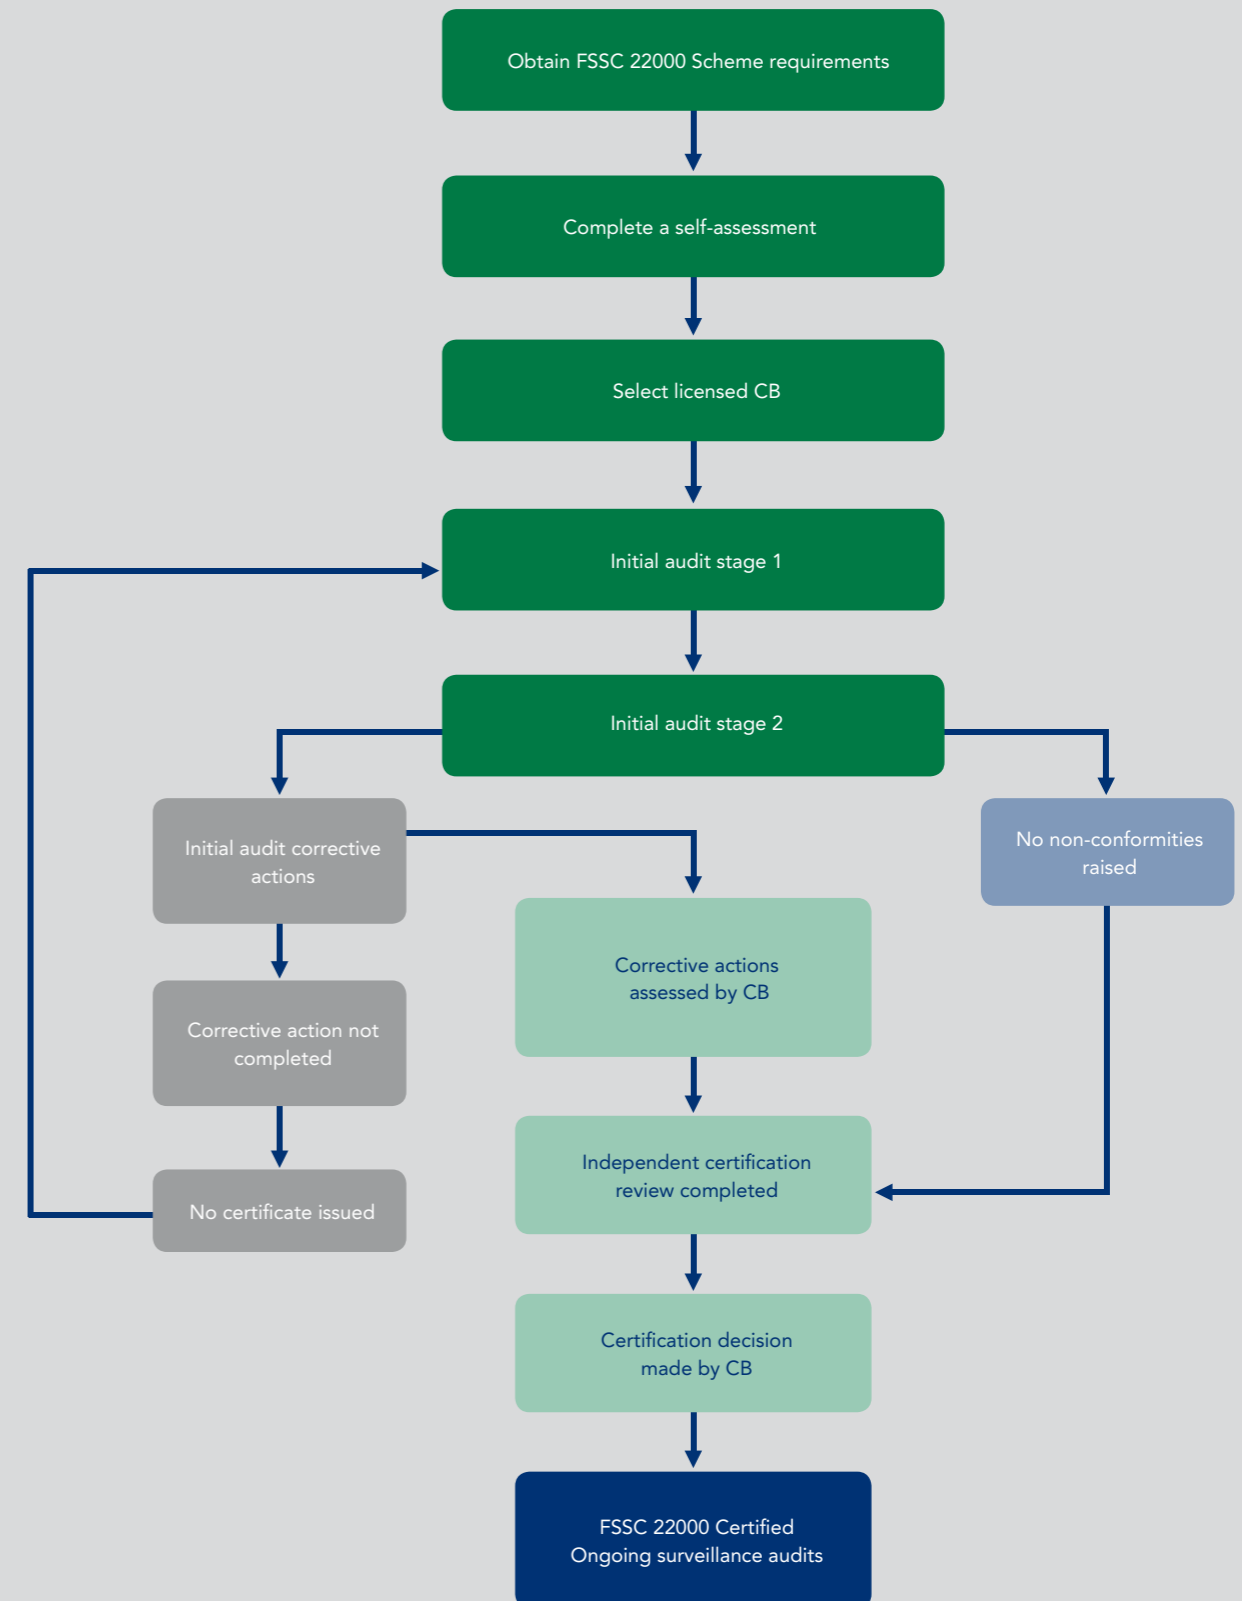 Obtain FSSC 22000 Scheme requirements
Complete a self-assessment
Select licensed CB
Initial audit stage 1
Initial audit stage 2
Initial audit corrective
actions
No non-conformities
raised
Corrective actions
assessed by CB
Corrective action not
completed
Independent certification
review completed
No certificate issued
Certification decision
made by CB
FSSC 22000 Certified
Ongoing surveillance audits